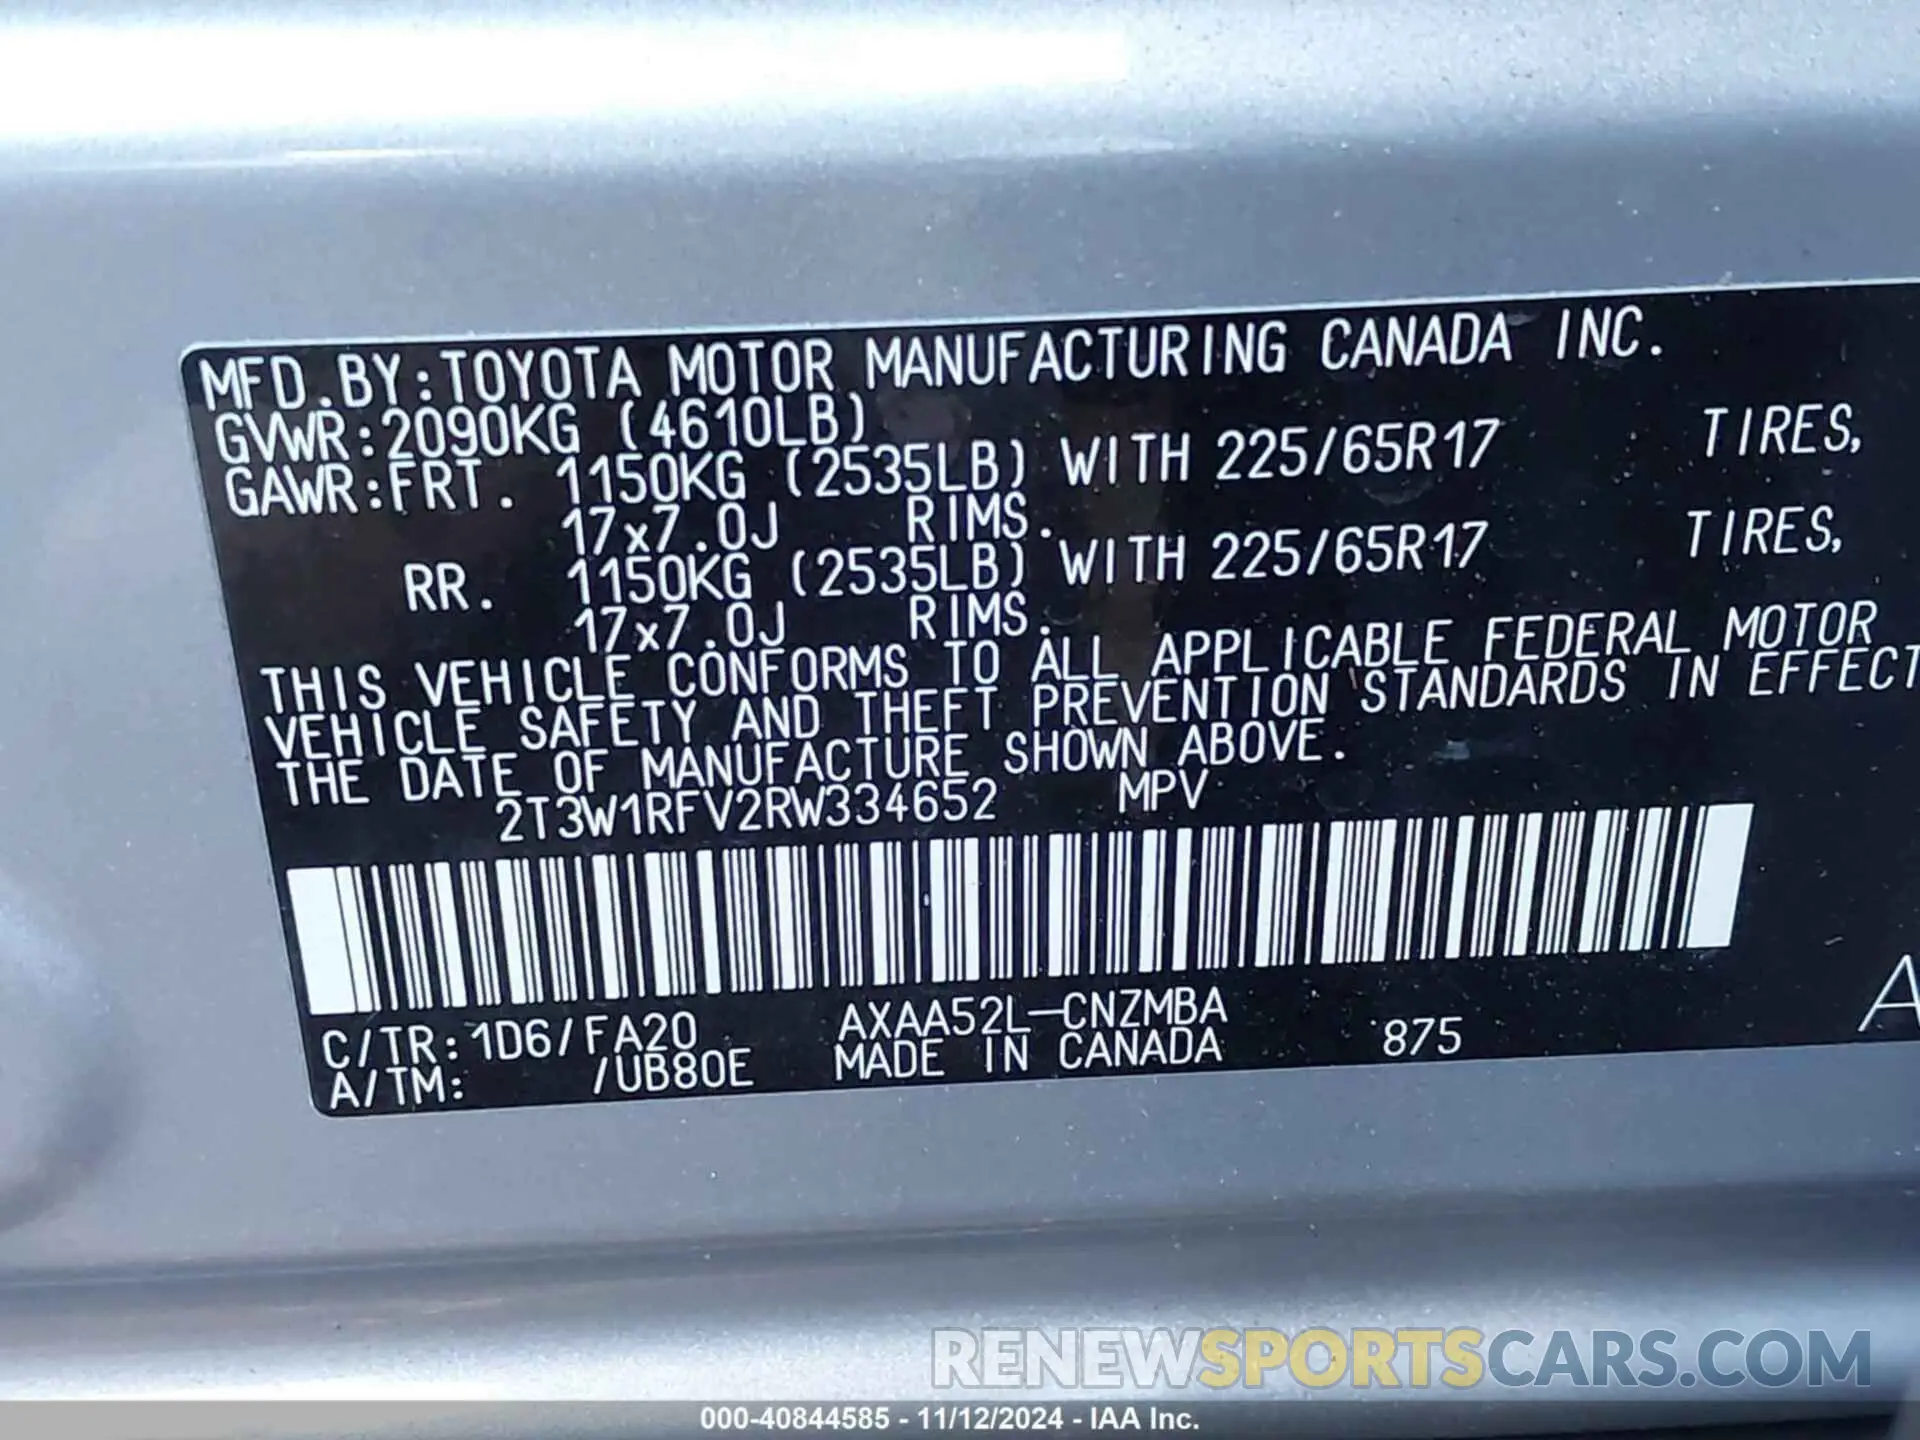 MFD.BY:TOYOTA MOTOR MANUFACTURING CANADA INC.
GVWR:2090KG (4610LB)
GAWR:FRT. 1150KG (2535LB) WITH 225/65R17 TIRES,
17x7.0J RIMS.
RR. 1150KG (2535LB) WITH 225/65R17 TIRES,
17x7.0J RIMS.
THIS VEHICLE CONFORMS TO ALL APPLICABLE FEDERAL MOTOR
VEHICLE SAFETY AND THEFT PREVENTION STANDARDS IN EFFECT
THE DATE OF MANUFACTURE SHOWN ABOVE.
2T3W1RFV2RW334652 MPV
C/TR:1D6/FA20 AXAA52L-CNZMBA 875
A/TM: /UB80E MADE IN CANADA
A
RENEWSPORTSCARS.COM
000-40844585 - 11/12/2024 - IAA Inc.